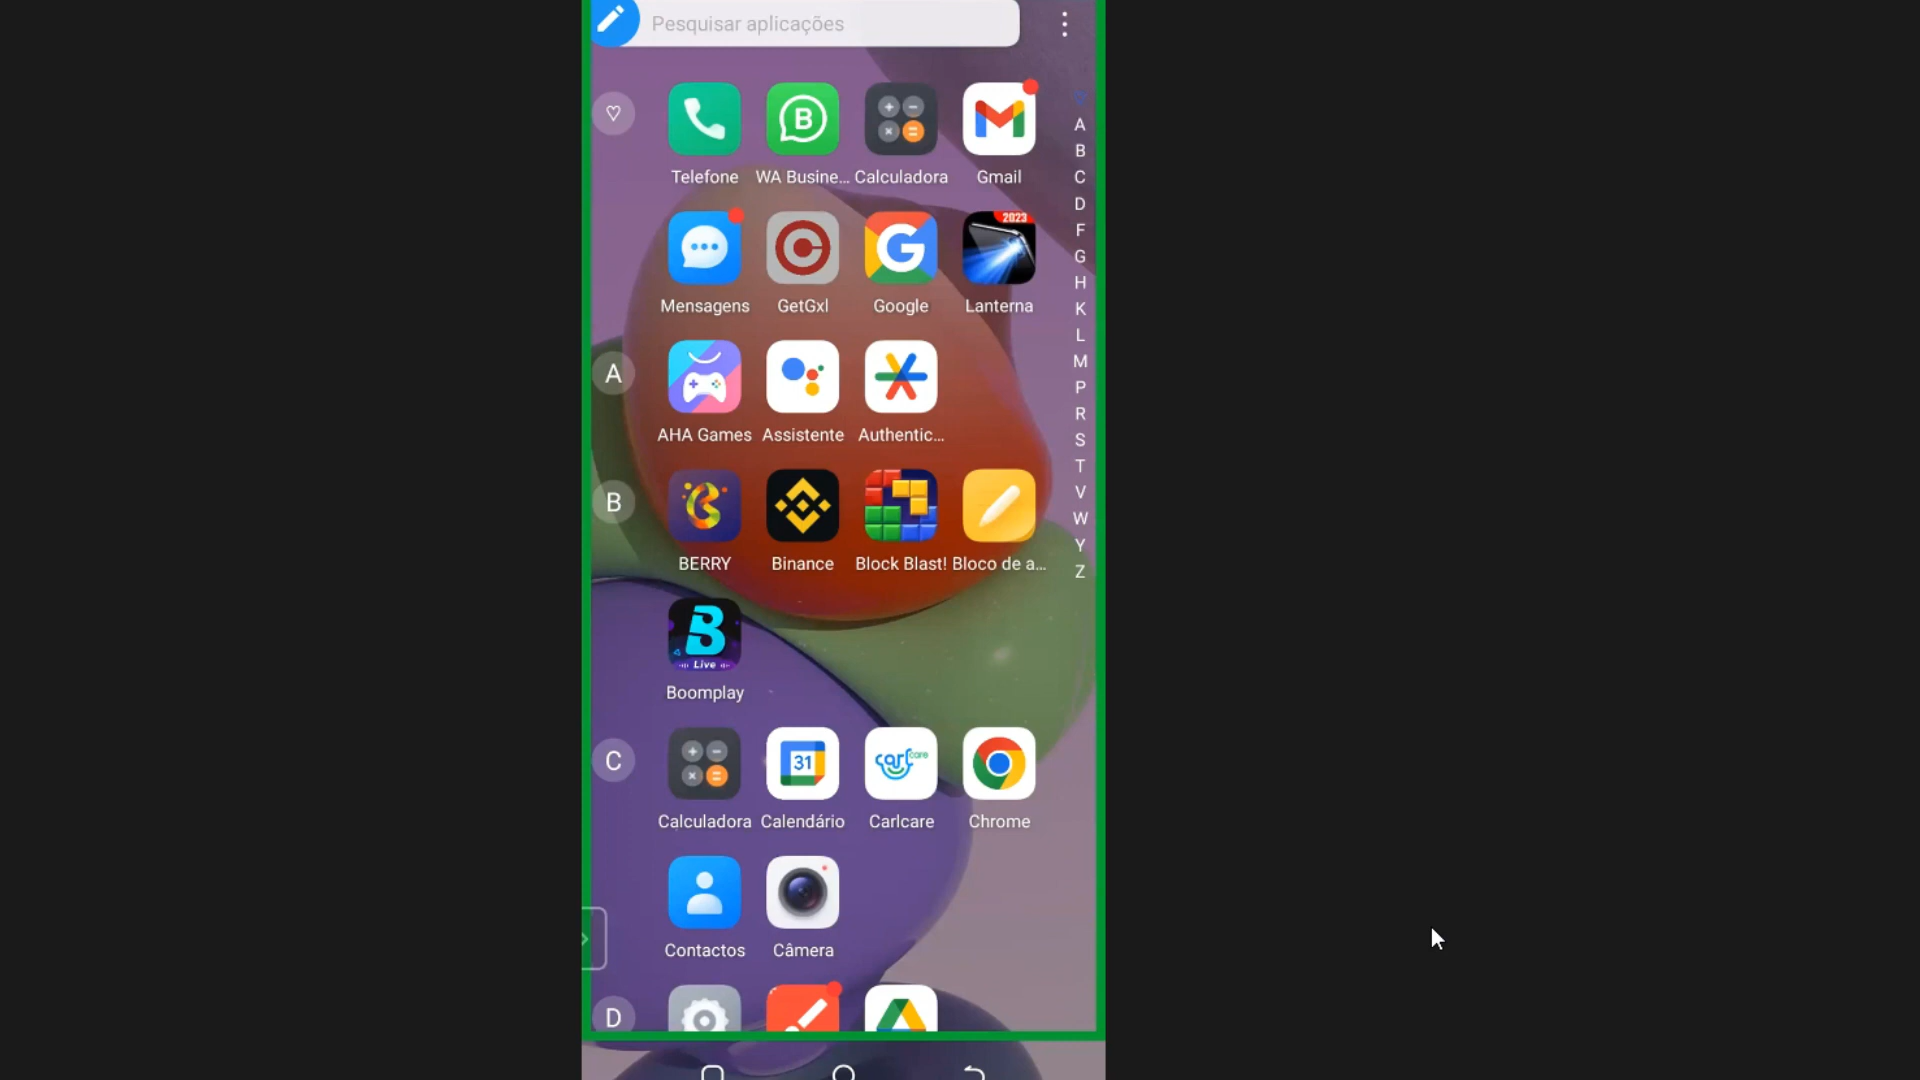 Pesquisar aplicações
Telefone WA Busine... Calculadora Gmail
2023
Mensagens GetGxl Google Lanterna
A
AHA Games Assistente Authentic...
B
BERRY Binance Block Blast! Bloco de a...
B
Live
Boomplay
C
31
carlcare
Calculadora Calendário Carlcare Chrome
Contactos Câmera
D
A
B
C
D
F
G
H
K
L
M
P
R
S
T
V
W
Y
Z